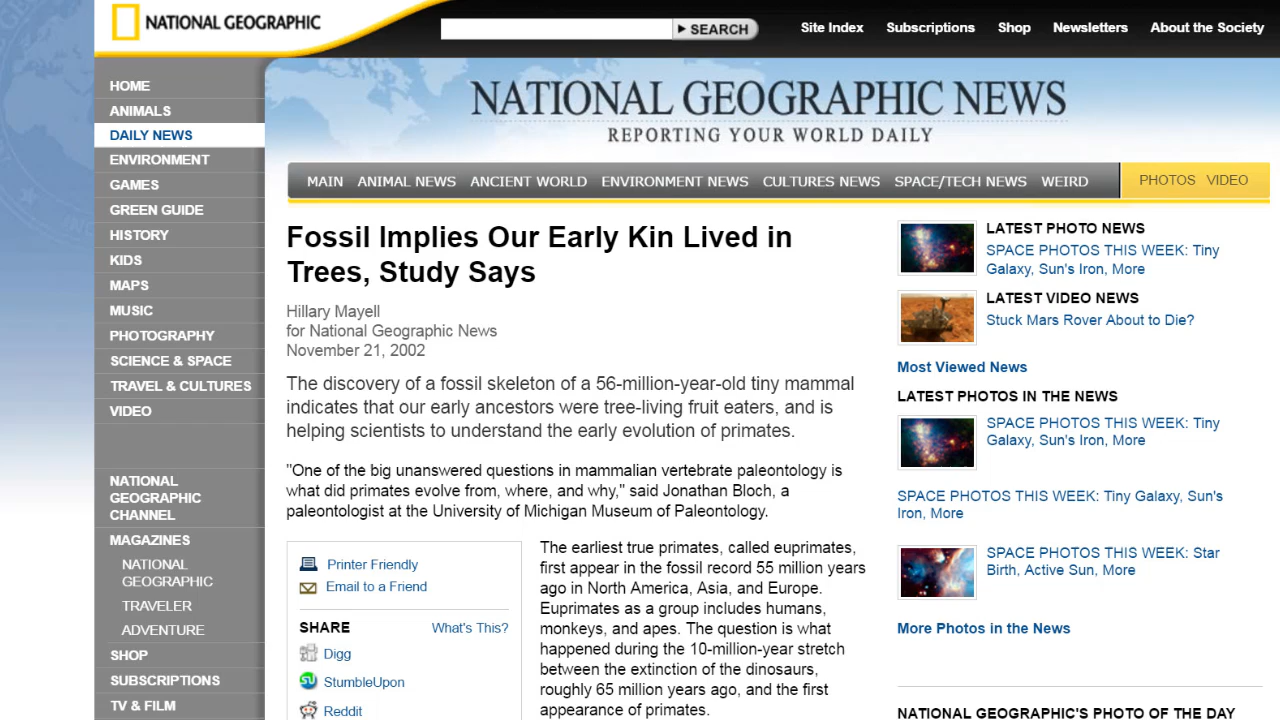 NATIONAL GEOGRAPHIC
SEARCH
Site Index
Subscriptions
Shop
Newsletters
About the Society
HOME
ANIMALS
DAILY NEWS
ENVIRONMENT
GAMES
GREEN GUIDE
HISTORY
KIDS
MAPS
MUSIC
PHOTOGRAPHY
SCIENCE & SPACE
TRAVEL & CULTURES
VIDEO
NATIONAL
GEOGRAPHIC
CHANNEL
MAGAZINES
NATIONAL
GEOGRAPHIC
TRAVELER
ADVENTURE
SHOP
SUBSCRIPTIONS
TV & FILM
NATIONAL GEOGRAPHIC NEWS
REPORTING YOUR WORLD DAILY
MAIN
ANIMAL NEWS
ANCIENT WORLD
ENVIRONMENT NEWS
CULTURES NEWS
SPACE/TECH NEWS
WEIRD
PHOTOS
VIDEO
Fossil Implies Our Early Kin Lived in
Trees, Study Says
Hillary Mayell
for National Geographic News
November 21, 2002
The discovery of a fossil skeleton of a 56-million-year-old tiny mammal
indicates that our early ancestors were tree-living fruit eaters, and is
helping scientists to understand the early evolution of primates.
"One of the big unanswered questions in mammalian vertebrate paleontology is
what did primates evolve from, where, and why," said Jonathan Bloch, a
paleontologist at the University of Michigan Museum of Paleontology.
Printer Friendly
Email to a Friend
SHARE
What's This?
Digg
StumbleUpon
Reddit
The earliest true primates, called euprimates,
first appear in the fossil record 55 million years
ago in North America, Asia, and Europe.
Euprimates as a group includes humans,
monkeys, and apes. The question is what
happened during the 10-million-year stretch
between the extinction of the dinosaurs,
roughly 65 million years ago, and the first
appearance of primates.
LATEST PHOTO NEWS
SPACE PHOTOS THIS WEEK: Tiny
Galaxy, Sun's Iron, More
LATEST VIDEO NEWS
Stuck Mars Rover About to Die?
Most Viewed News
LATEST PHOTOS IN THE NEWS
SPACE PHOTOS THIS WEEK: Tiny
Galaxy, Sun's Iron, More
SPACE PHOTOS THIS WEEK: Tiny Galaxy, Sun's
Iron, More
SPACE PHOTOS THIS WEEK: Star
Birth, Active Sun, More
More Photos in the News
NATIONAL GEOGRAPHIC'S PHOTO OF THE DAY